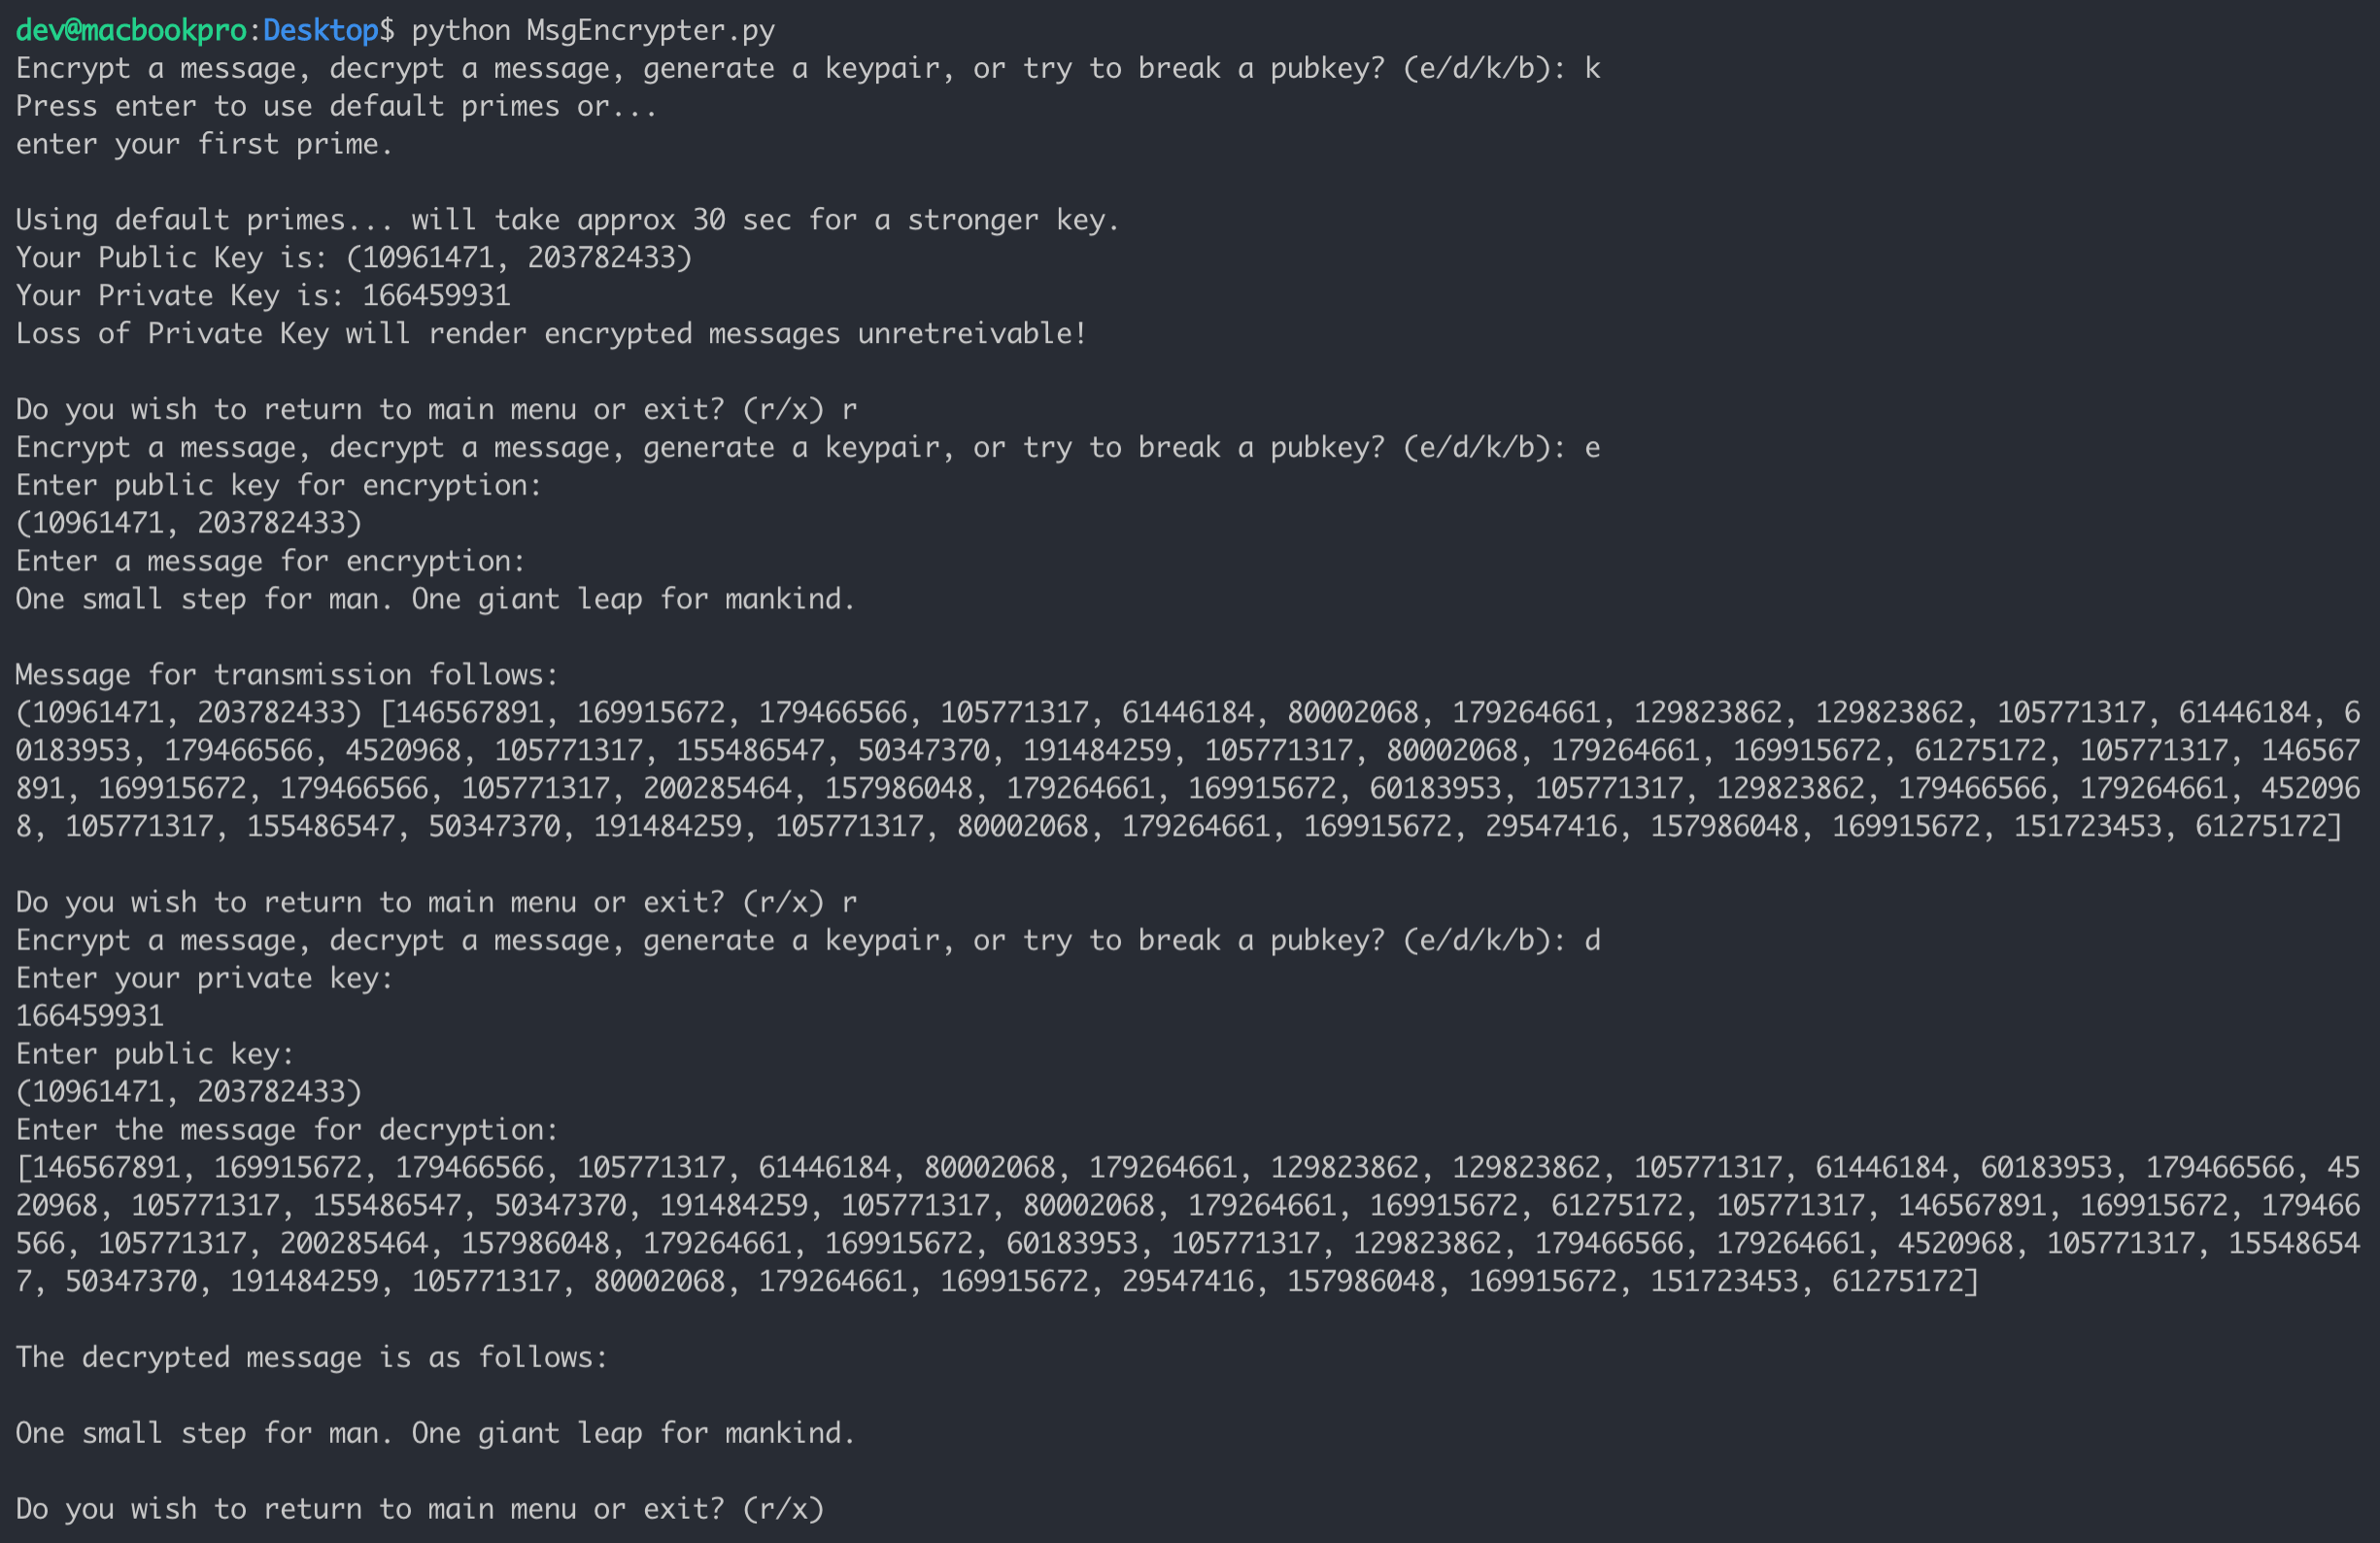 dev@macbookpro:Desktop$ python MsgEncrypter.py
Encrypt a message, decrypt a message, generate a keypair, or try to break a pubkey? (e/d/k/b): k
Press enter to use default primes or...
enter your first prime.
Using default primes... will take approx 30 sec for a stronger key.
Your Public Key is: (10961471, 203782433)
Your Private Key is: 166459931
Loss of Private Key will render encrypted messages unretreivable!
Do you wish to return to main menu or exit? (r/x) r
Encrypt a message, decrypt a message, generate a keypair, or try to break a pubkey? (e/d/k/b): e
Enter public key for encryption:
(10961471, 203782433)
Enter a message for encryption:
One small step for man. One giant leap for mankind.
Message for transmission follows:
(10961471, 203782433) [146567891, 169915672, 179466566, 105771317, 61446184, 80002068, 179264661, 129823862, 129823862, 105771317, 61446184, 6
0183953, 179466566, 4520968, 105771317, 155486547, 50347370, 191484259, 105771317, 80002068, 179264661, 169915672, 61275172, 105771317, 146567
891, 169915672, 179466566, 105771317, 200285464, 157986048, 179264661, 169915672, 60183953, 105771317, 129823862, 179466566, 179264661, 452096
8, 105771317, 155486547, 50347370, 191484259, 105771317, 80002068, 179264661, 169915672, 29547416, 157986048, 169915672, 151723453, 61275172]
Do you wish to return to main menu or exit? (r/x) r
Encrypt a message, decrypt a message, generate a keypair, or try to break a pubkey? (e/d/k/b): d
Enter your private key:
166459931
Enter public key:
(10961471, 203782433)
Enter the message for decryption:
[146567891, 169915672, 179466566, 105771317, 61446184, 80002068, 179264661, 129823862, 129823862, 105771317, 61446184, 60183953, 179466566, 45
20968, 105771317, 155486547, 50347370, 191484259, 105771317, 80002068, 179264661, 169915672, 61275172, 105771317, 146567891, 169915672, 179466
566, 105771317, 200285464, 157986048, 179264661, 169915672, 60183953, 105771317, 129823862, 179466566, 179264661, 4520968, 105771317, 15548654
7, 50347370, 191484259, 105771317, 80002068, 179264661, 169915672, 29547416, 157986048, 169915672, 151723453, 61275172]
The decrypted message is as follows:
One small step for man. One giant leap for mankind.
Do you wish to return to main menu or exit? (r/x)